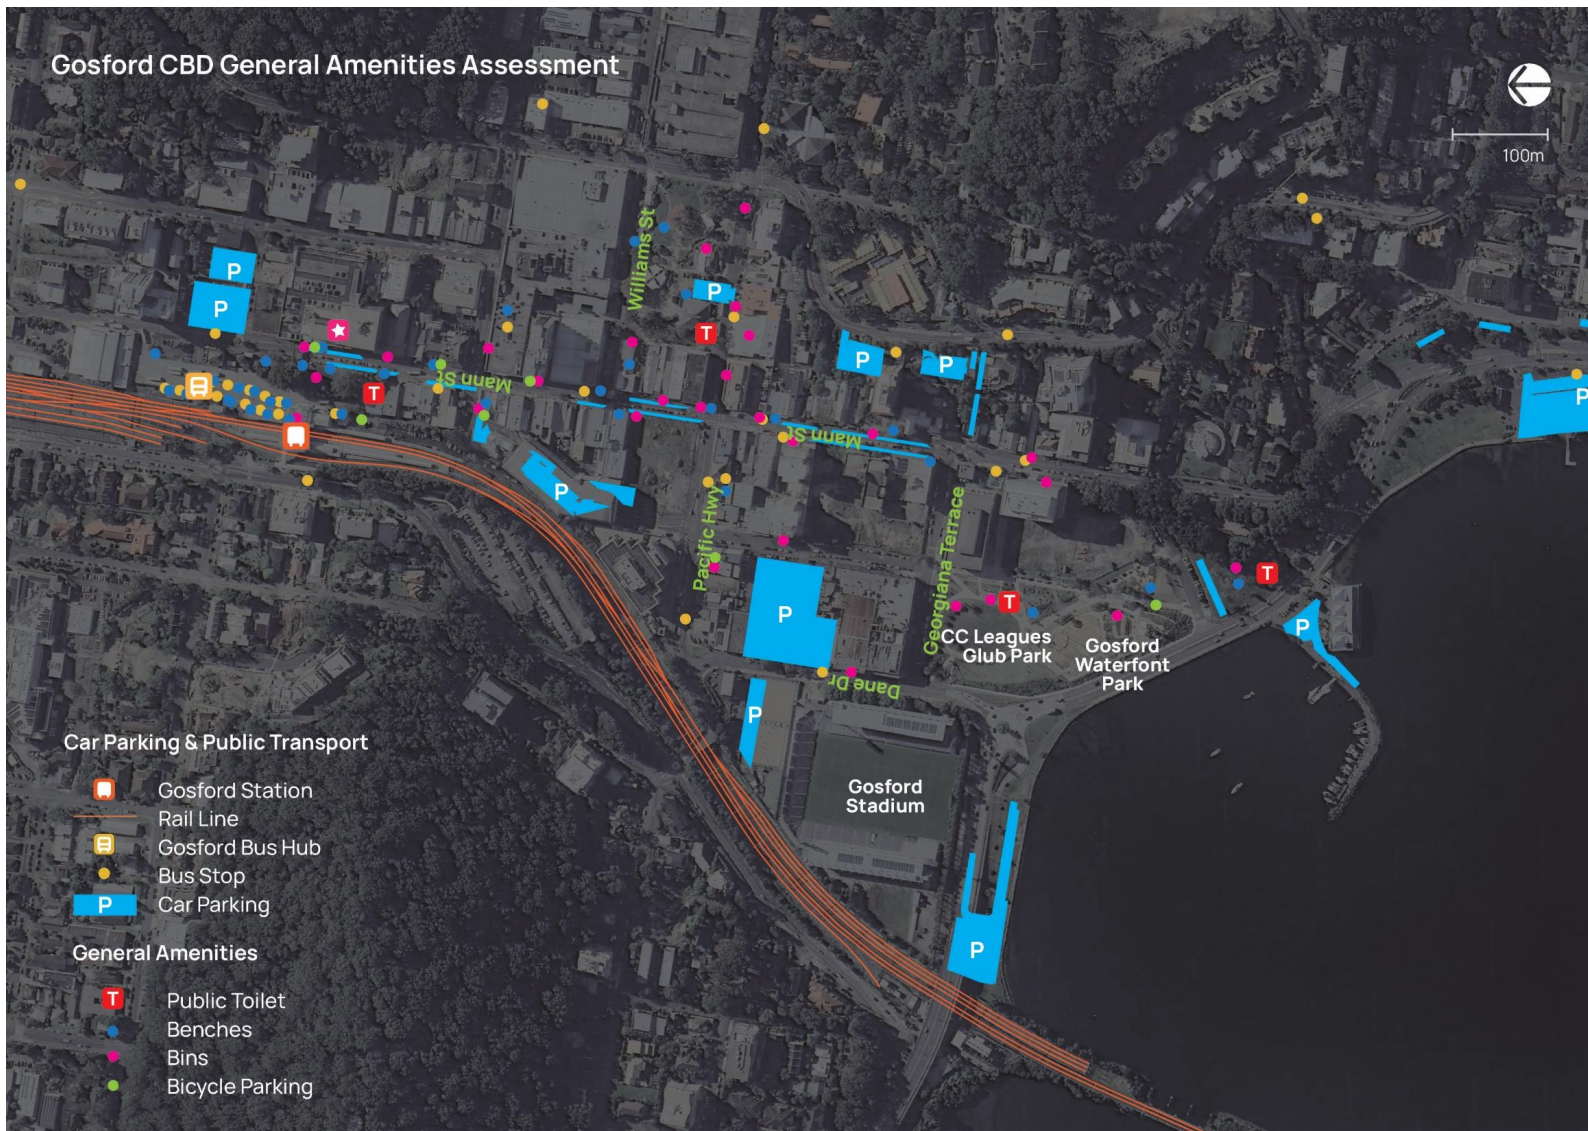 Gosford CBD General Amenities Assessment
100m
Williams St
P
P
P
T
P
P
T
Mann St
P
Mann St
P
Pacific Hwy
Georgiana Terrace
P
T
T
P
CC Leagues
Glub Park
Gosford
Waterfont
Park
Dane Dr
P
Gosford
Stadium
P
Car Parking & Public Transport
Gosford Station
Rail Line
Gosford Bus Hub
Bus Stop
P Car Parking
General Amenities
T Public Toilet
Benches
Bins
Bicycle Parking